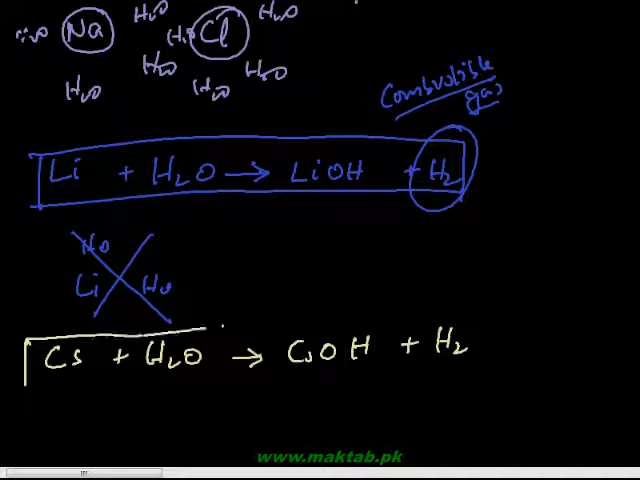 H₂O H₂O
H₂O Na H₂O Cl
H₂O H₂O
H₂O H₂O
Combustible
gas
Li + H₂O → LiOH + H₂
H₂O
Li H₂O
Cs + H₂O → CsOH + H₂
www.maktab.pk